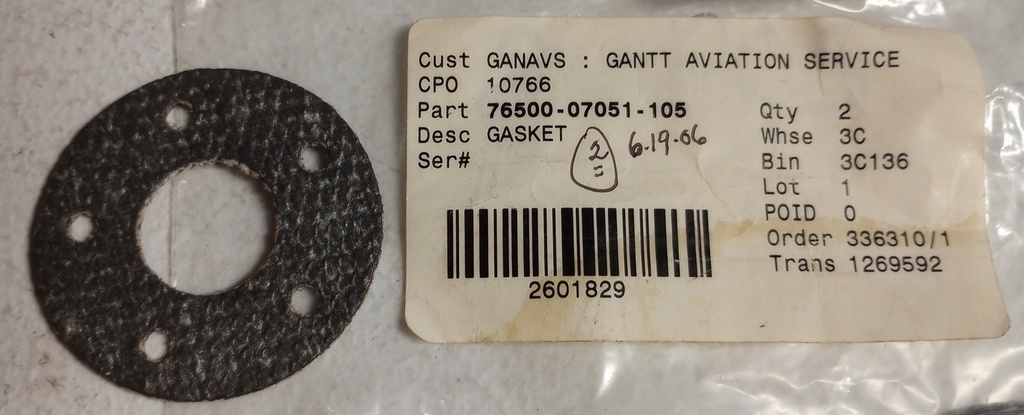 Cust GANAVS : GANTT AVIATION SERVICE
CPO 10766
Part 76500-07051-105
Desc GASKET
Ser#
2
6-19-06
Qty 2
Whse 3C
Bin 3C136
Lot 1
POID 0
Order 336310/1
Trans 1269592
2601829